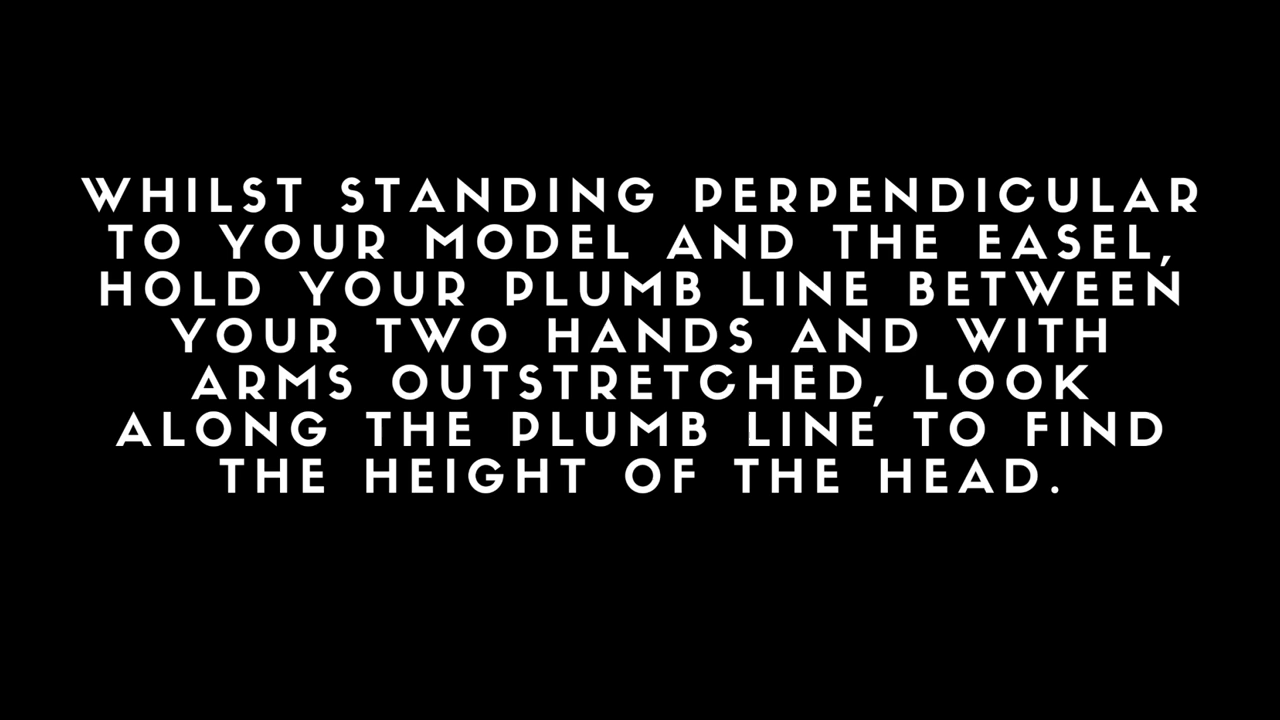 WHILST STANDING PERPENDICULAR
TO YOUR MODEL AND THE EASEL,
HOLD YOUR PLUMB LINE BETWEEN
YOUR TWO HANDS AND WITH
ARMS OUTSTRETCHED, LOOK
ALONG THE PLUMB LINE TO FIND
THE HEIGHT OF THE HEAD.